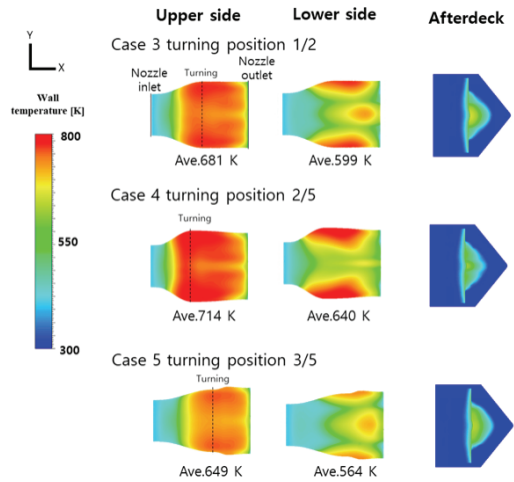 Upper side Lower side Afterdeck
Y
X
Case 3 turning position 1/2
Nozzle inlet
Turning
Nozzle outlet
Wall
temperature [K]
800
550
300
Ave.681 K Ave.599 K
Case 4 turning position 2/5
Turning
Ave.714 K Ave.640 K
Case 5 turning position 3/5
Turning
Ave.649 K Ave.564 K